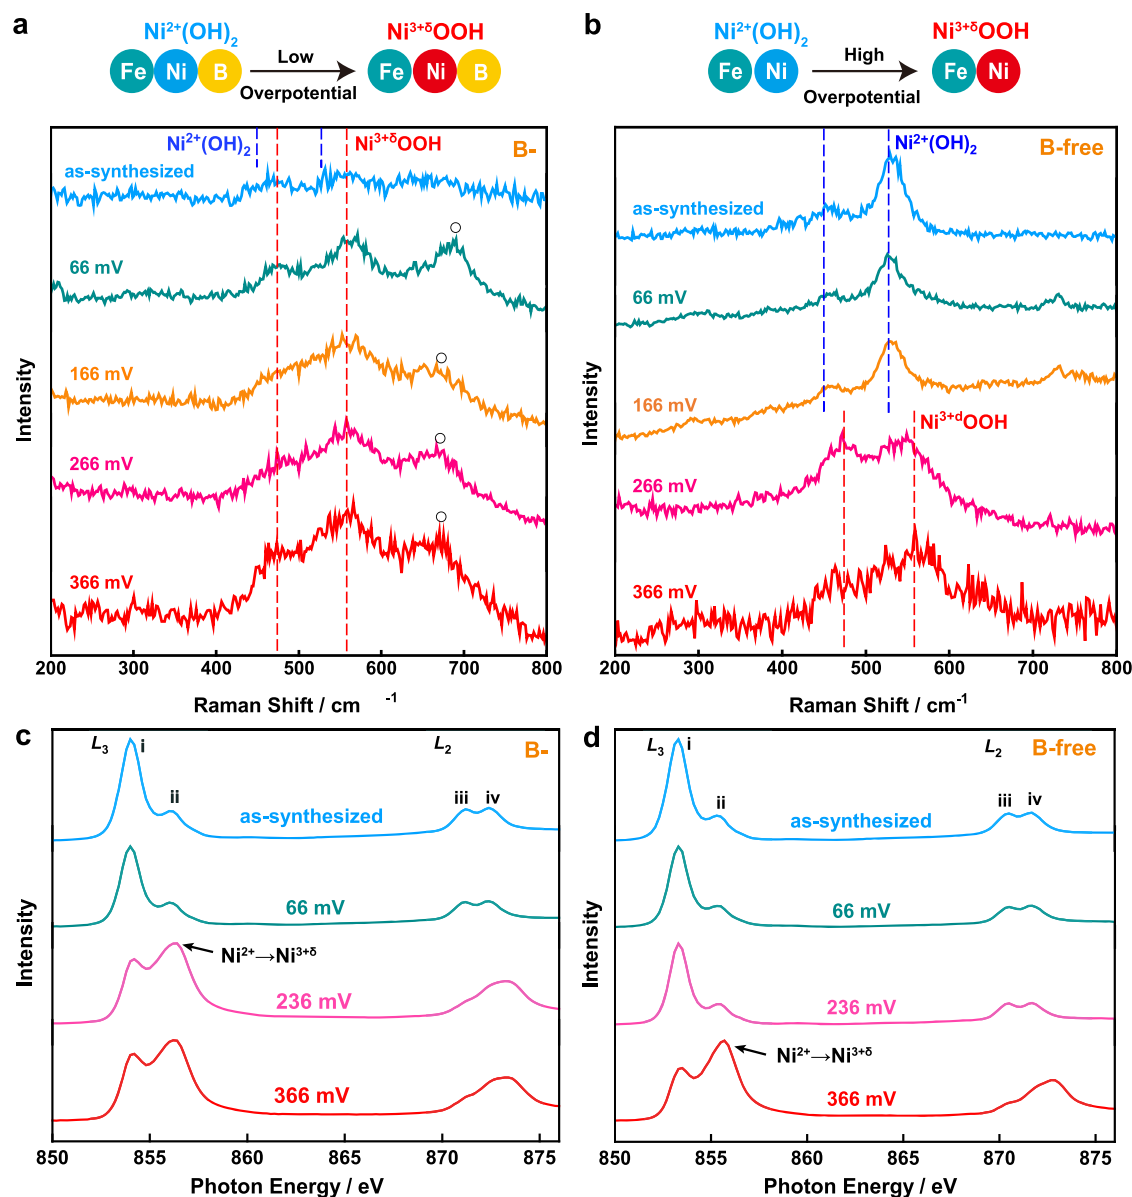 a
Ni²⁺(OH)₂
Ni³⁺ᵟOOH
Fe Ni B
Low
Overpotential
Fe Ni B
Ni²⁺(OH)₂
Ni³⁺ᵟOOH
B-
as-synthesized
66 mV
166 mV
266 mV
366 mV
Intensity
200 300 400 500 600 700 800
Raman Shift / cm ⁻¹
b
Ni²⁺(OH)₂
Ni³⁺ᵟOOH
Fe Ni
High
Overpotential
Fe Ni
Ni²⁺(OH)₂
B-free
as-synthesized
66 mV
166 mV
Ni³⁺ᵈOOH
266 mV
366 mV
Intensity
200 300 400 500 600 700 800
Raman Shift / cm⁻¹
c
L₃
i
ii
L₂
iii
iv
B-
as-synthesized
66 mV
Ni²⁺→Ni³⁺ᵟ
236 mV
366 mV
Intensity
850 855 860 865 870 875
Photon Energy / eV
d
L₃
i
ii
L₂
iii
iv
B-free
as-synthesized
66 mV
236 mV
Ni²⁺→Ni³⁺ᵟ
366 mV
Intensity
850 855 860 865 870 875
Photon Energy / eV